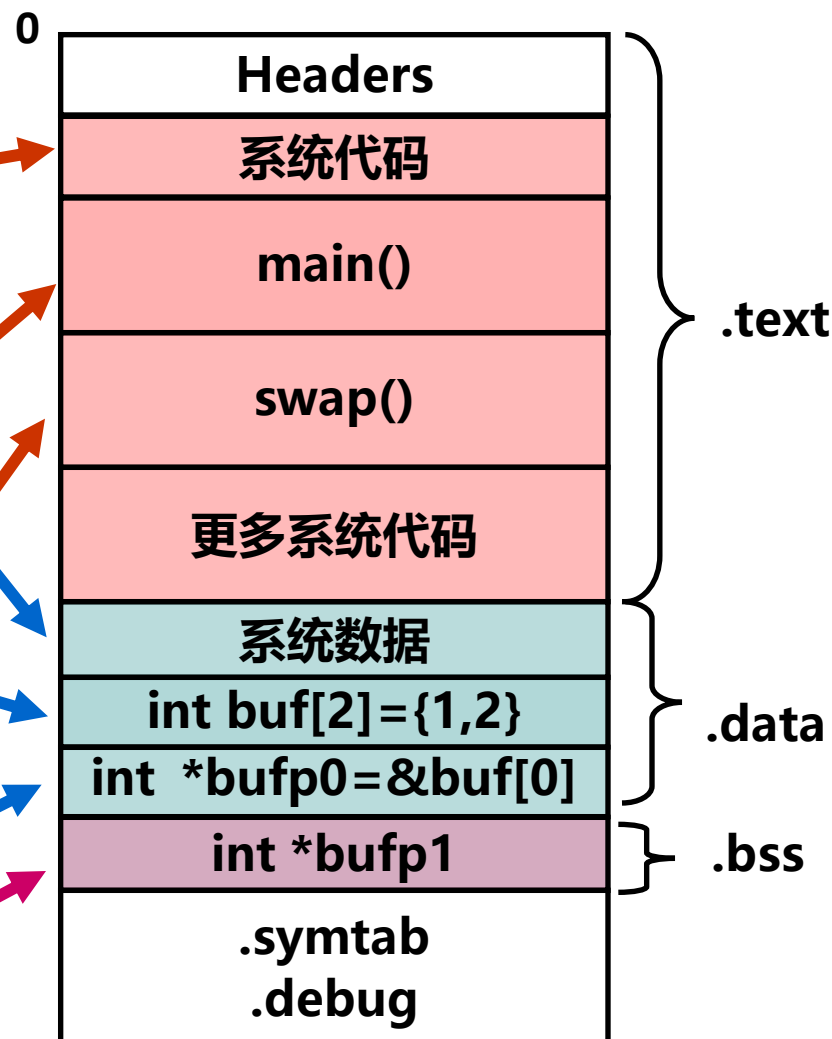 0
Headers
系统代码
main()
.text
swap()
更多系统代码
系统数据
int buf[2]={1,2}
.data
int *bufp0=&buf[0]
int *bufp1
.bss
.symtab
.debug